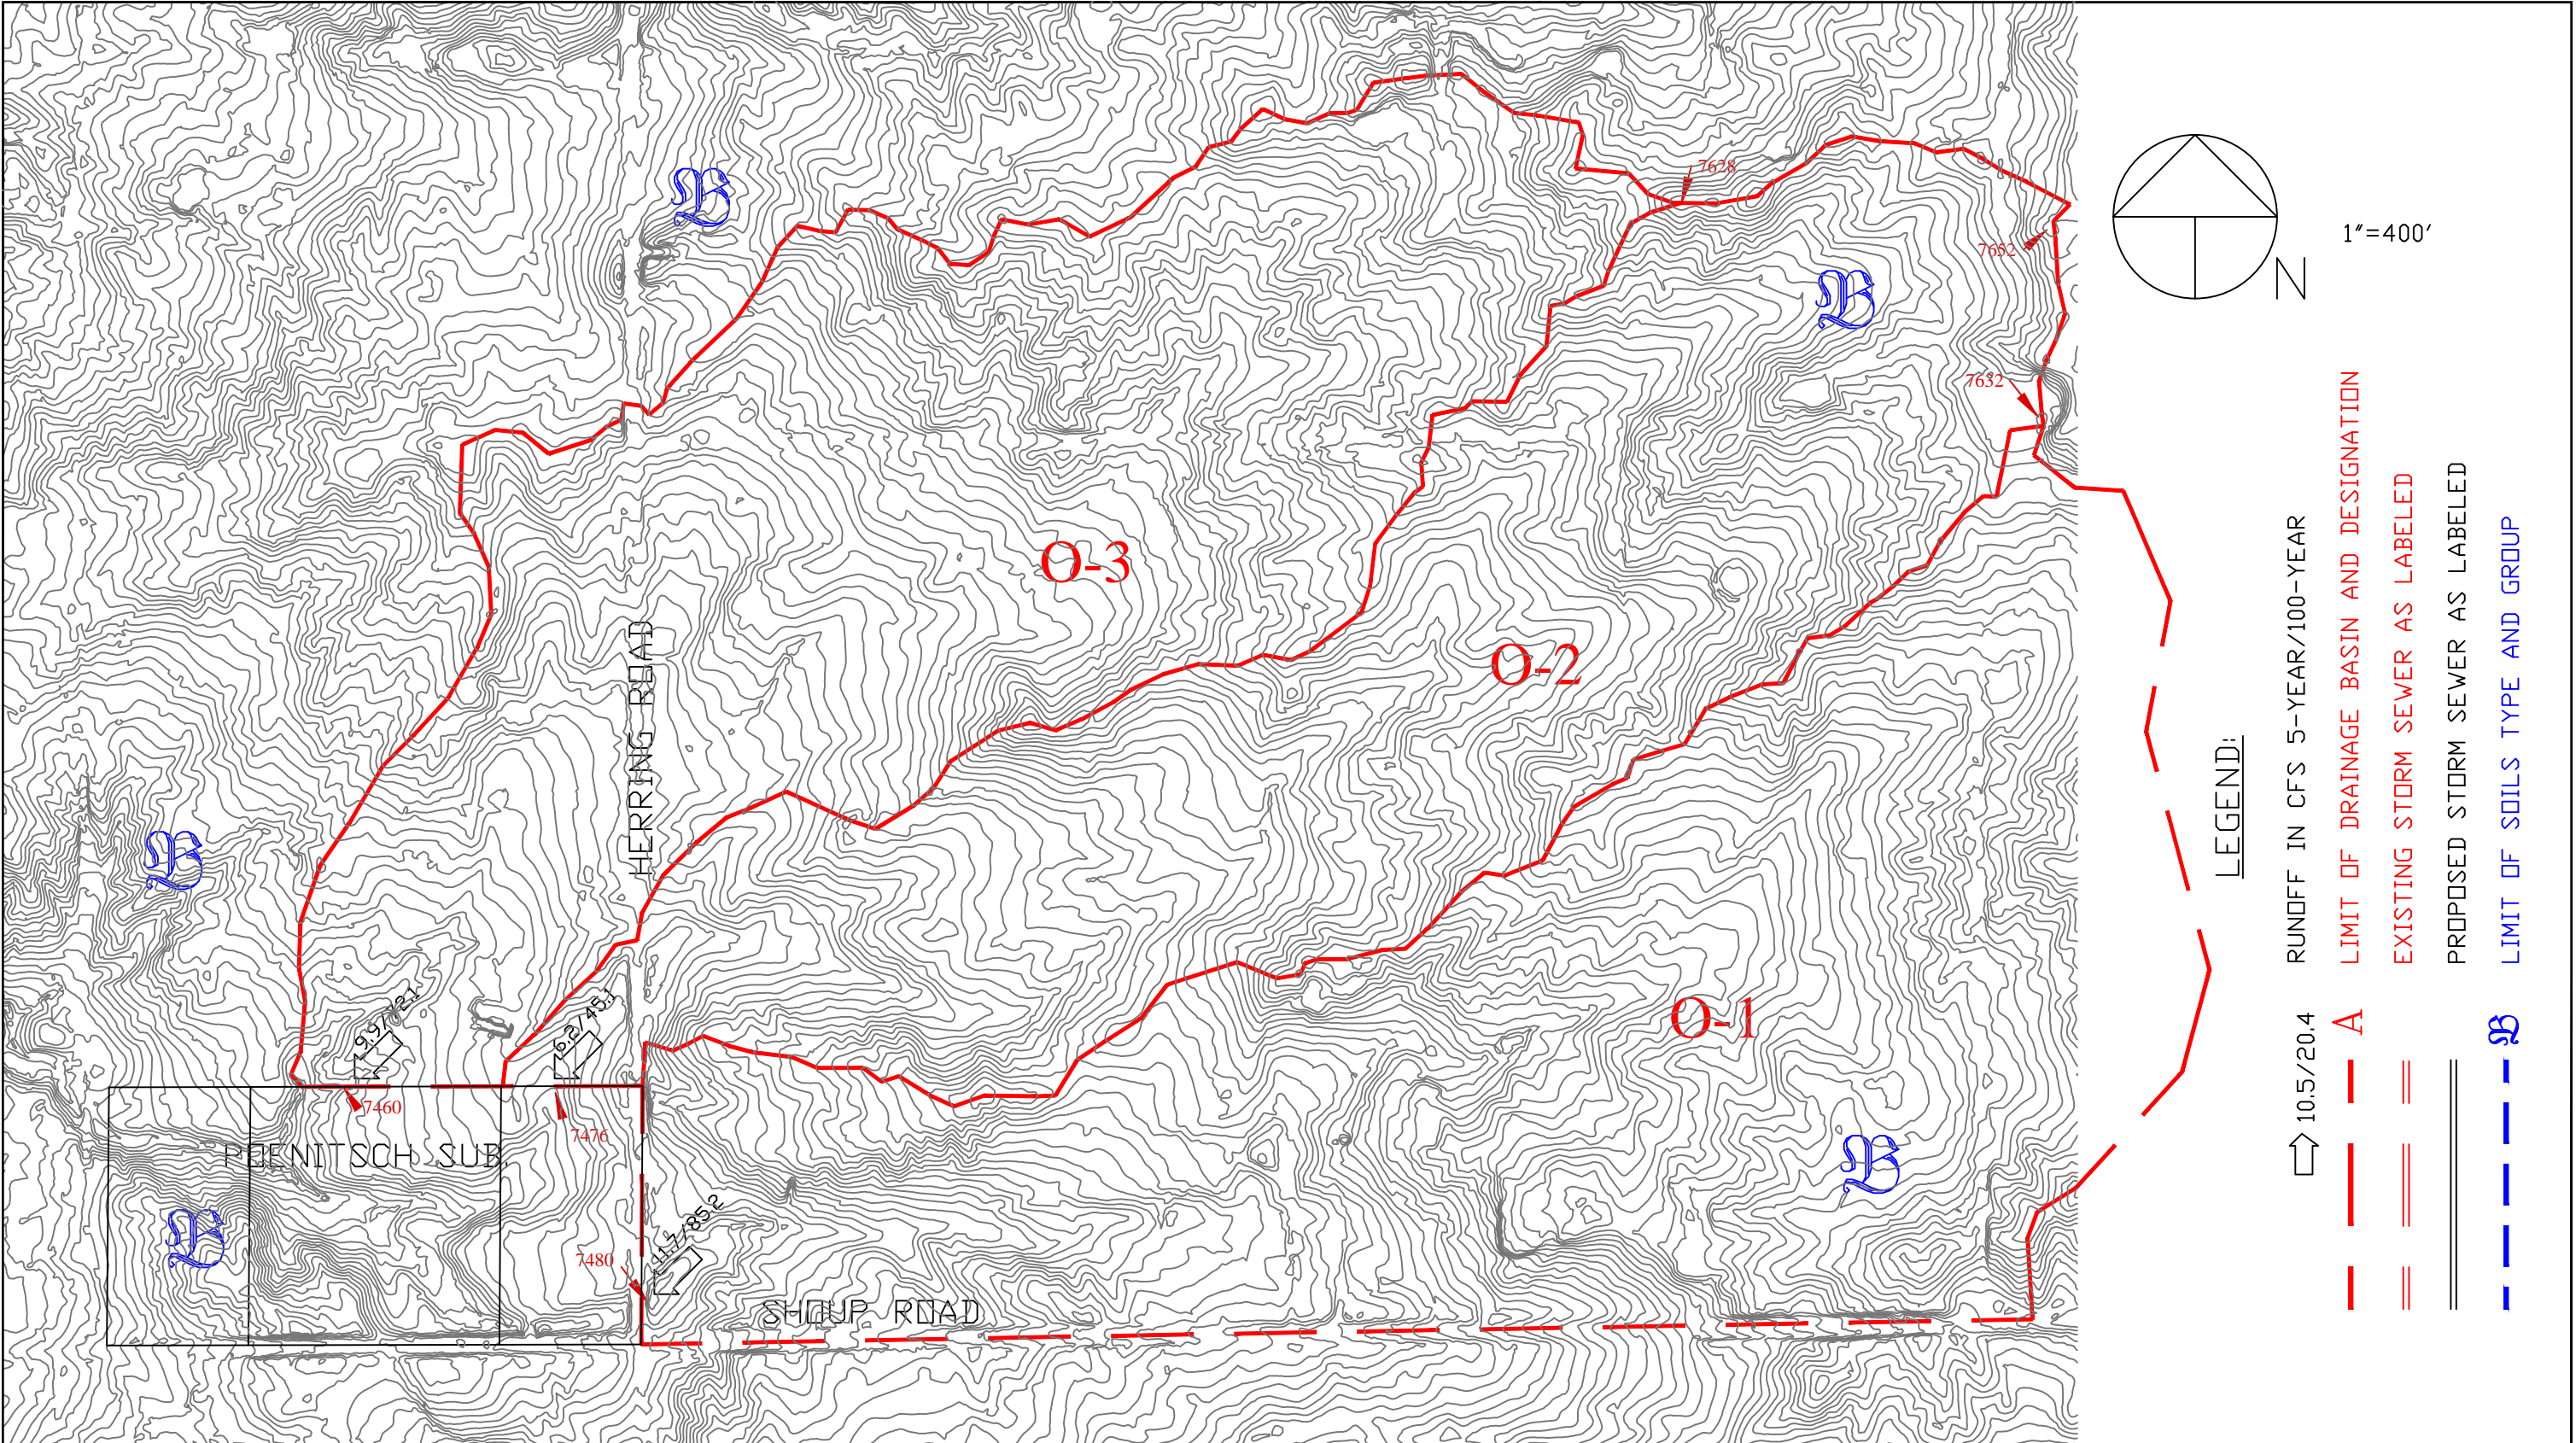 7628
7652
1"=400'
N
7632
B
B
O-3
HERRING ROAD
O-2
B
O-1
9.9/72.1
6.2/45.1
7460
7476
POENITSCH SUB.
B
B
7480
11.7/85.2
SHOUP ROAD
LEGEND:
10.5/20.4 RUNOFF IN CFS 5-YEAR/100-YEAR
A LIMIT OF DRAINAGE BASIN AND DESIGNATION
EXISTING STORM SEWER AS LABELED
PROPOSED STORM SEWER AS LABELED
B LIMIT OF SOILS TYPE AND GROUP